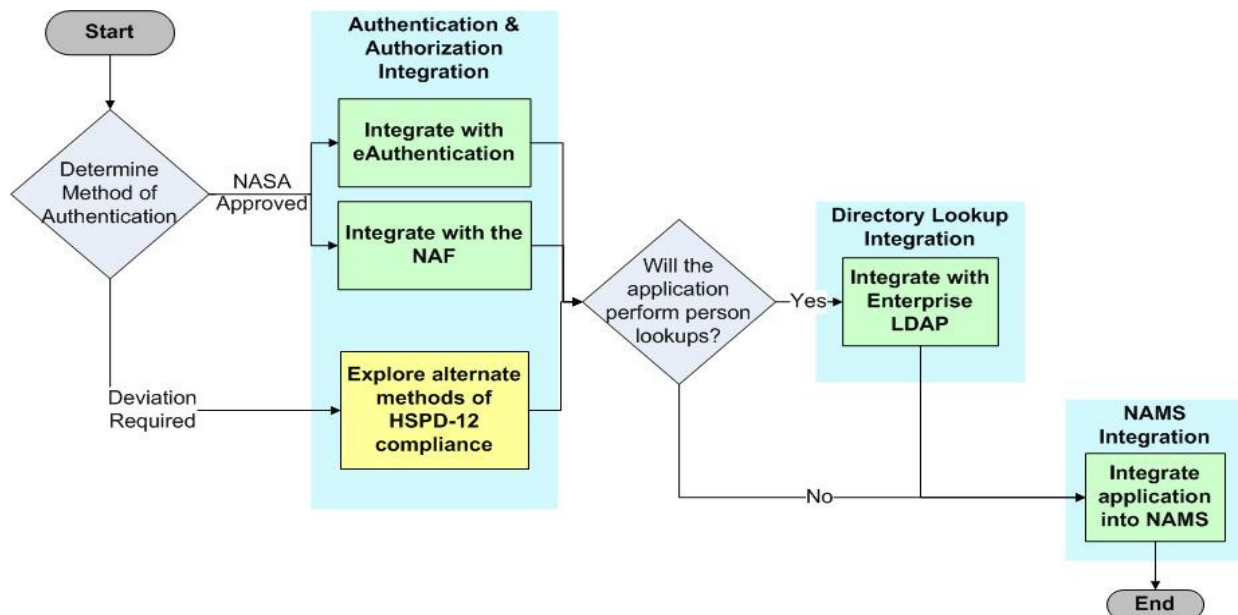 Start
Determine
Method of
Authentication
NASA
Approved
Deviation
Required
Authentication &
Authorization
Integration
Integrate with
eAuthentication
Integrate with the
NAF
Explore alternate
methods of
HSPD-12
compliance
Will the
application
perform person
lookups?
Yes
No
Directory Lookup
Integration
Integrate with
Enterprise
LDAP
NAMS
Integration
Integrate
application
into NAMS
End